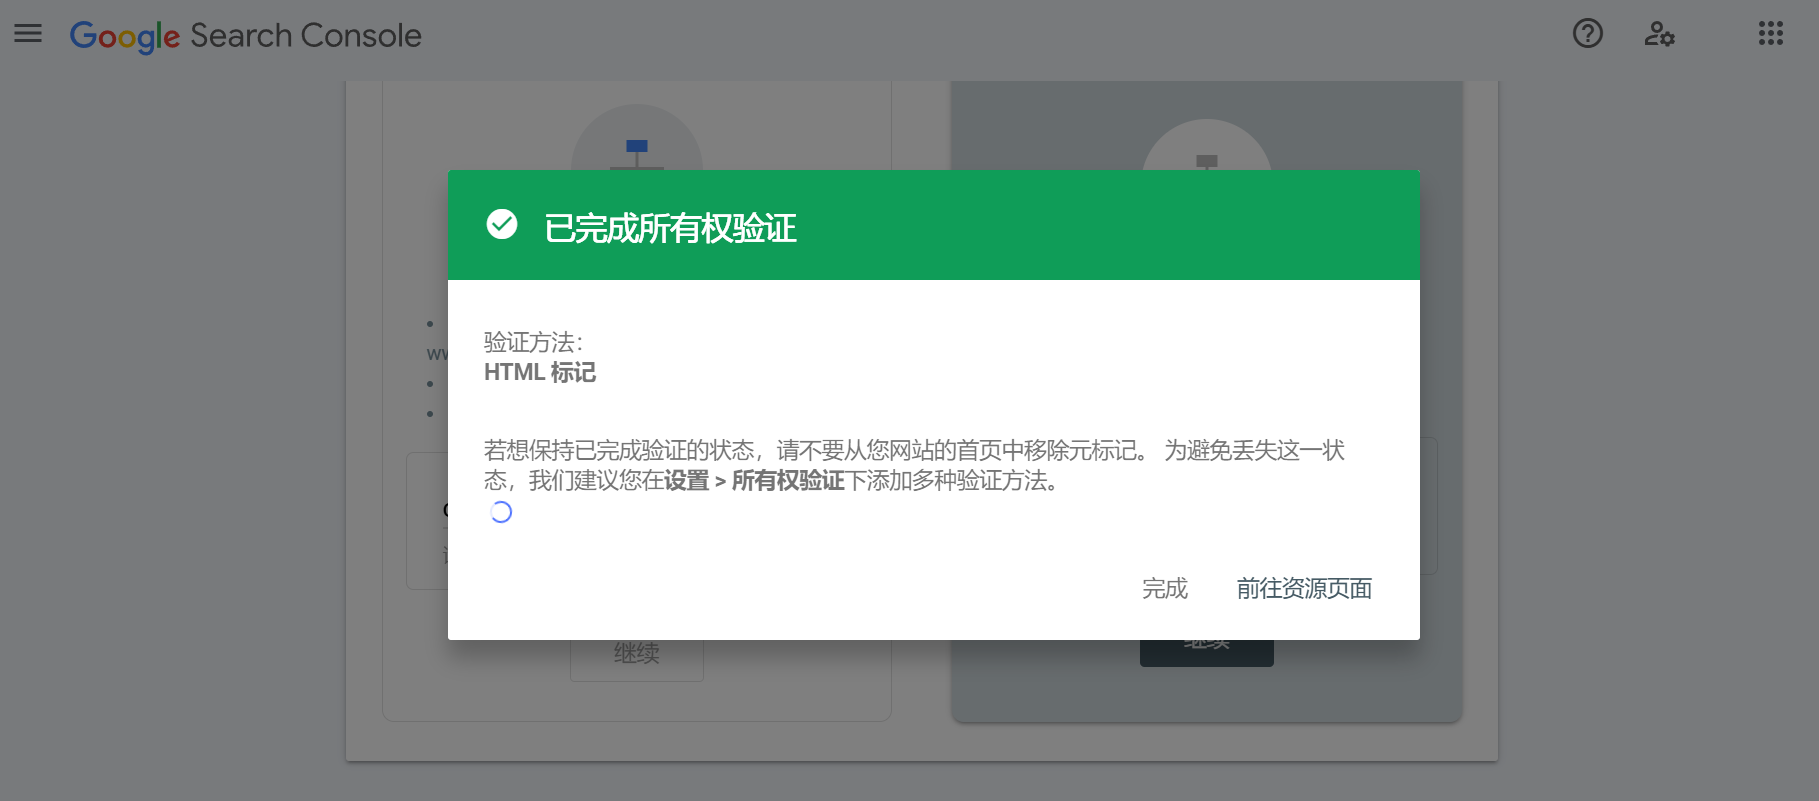 Google Search Console
已完成所有权验证
验证方法：
HTML 标记
若想保持已完成验证的状态，请不要从您网站的首页中移除元标记。 为避免丢失这一状
态，我们建议您在设置 > 所有权验证下添加多种验证方法。
完成
前往资源页面
继续
继续